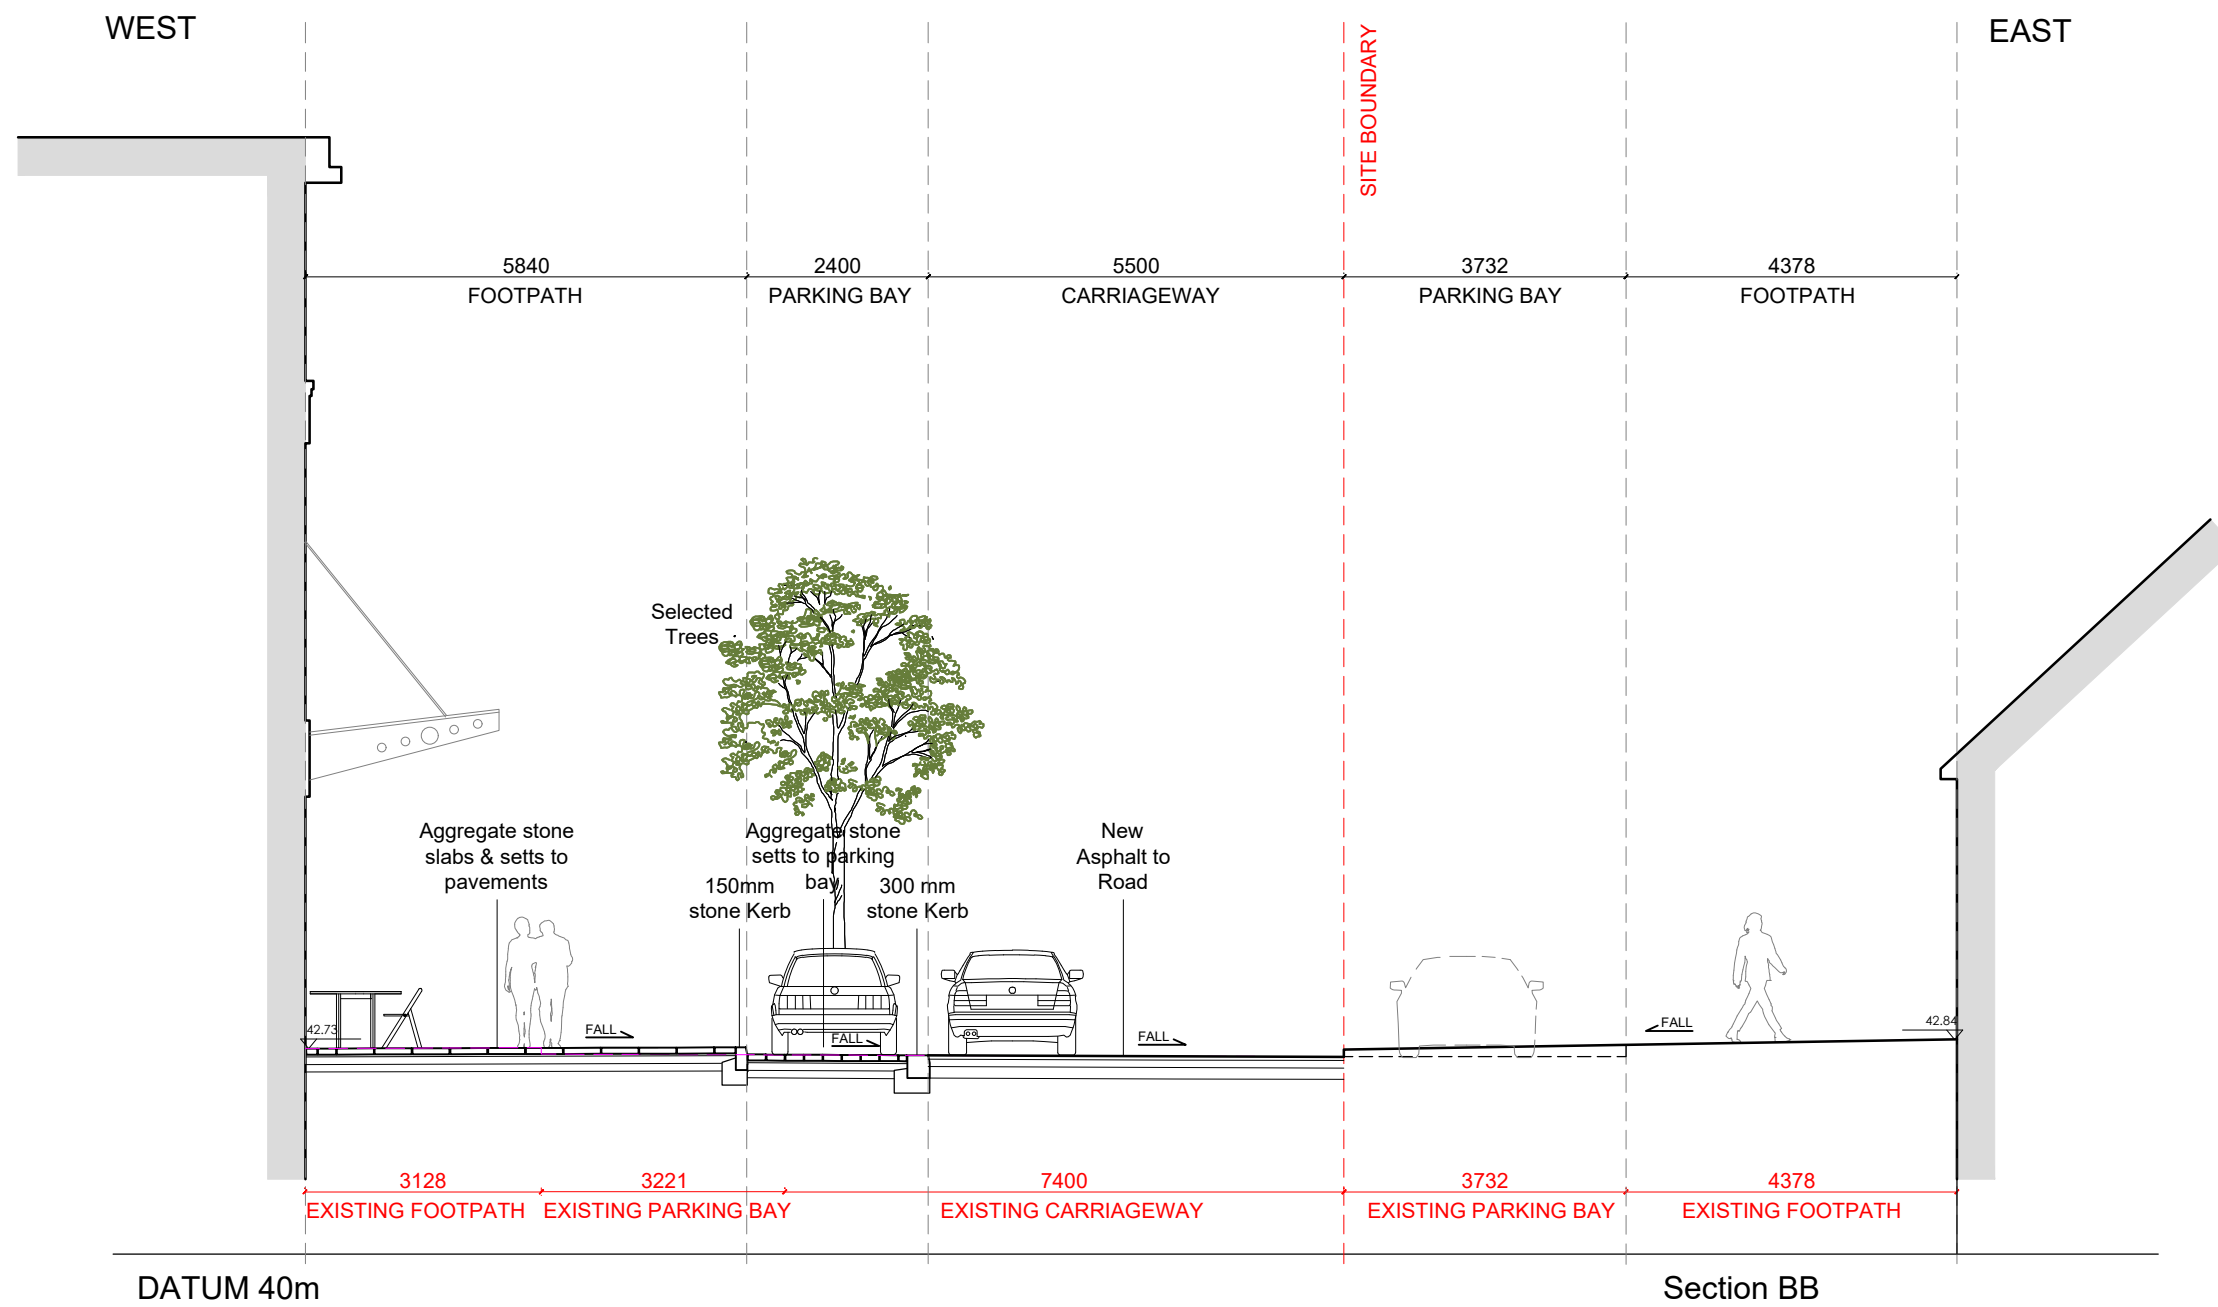 WEST
EAST
SITE BOUNDARY
5840
2400
5500
3732
4378
FOOTPATH
PARKING BAY
CARRIAGEWAY
PARKING BAY
FOOTPATH
Selected
Trees
Aggregate stone
slabs & setts to
pavements
Aggregate stone
setts to parking
bay
150mm
stone Kerb
300 mm
stone Kerb
New
Asphalt to
Road
42.73
FALL
FALL
FALL
FALL
42.84
3128
3221
7400
3732
4378
EXISTING FOOTPATH
EXISTING PARKING BAY
EXISTING CARRIAGEWAY
EXISTING PARKING BAY
EXISTING FOOTPATH
DATUM 40m
Section BB